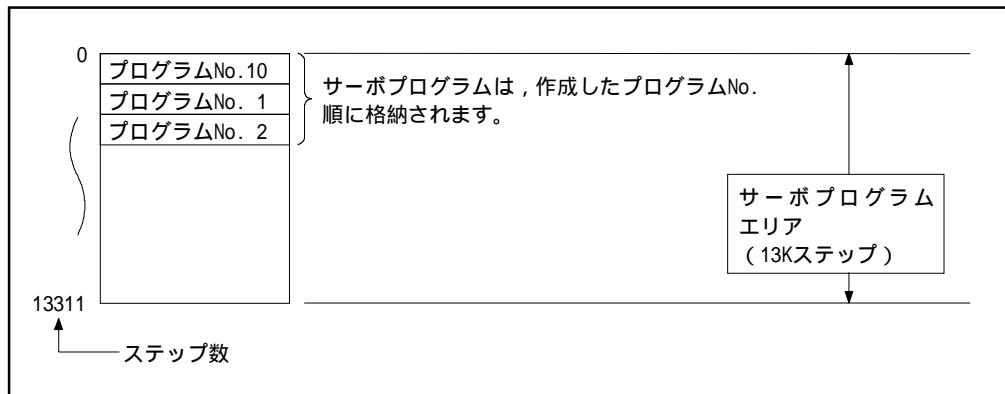 0
プログラムNo.10
プログラムNo. 1
プログラムNo. 2
サーボプログラムは，作成したプログラムNo.
順に格納されます。
サーボプログラム
エリア
（13Kステップ）
13311
ステップ数